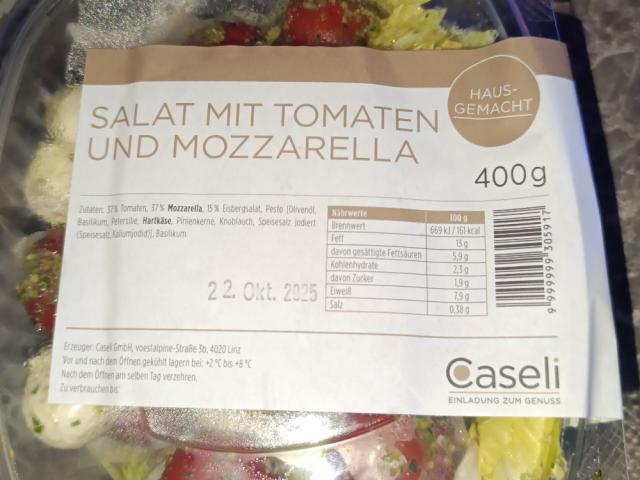 HAUS-
GEMACHT
SALAT MIT TOMATEN
UND MOZZARELLA
400g
Zutaten: 37% Tomaten, 37% Mozzarella, 15% Eisbergsalat, Pesto [Olivenöl,
Basilikum, Petersilie, Hartkäse, Pinienkerne, Knoblauch, Speisesalz jodiert
(Speisesalz, Kaliumjodid)], Basilikum
Nährwerte 100 g
Brennwert 669 kJ / 161 kcal
Fett 13 g
davon gesättigte Fettsäuren 5,9 g
Kohlenhydrate 2,3 g
davon Zucker 1,9 g
Eiweiß 7,9 g
Salz 0,38 g
9 999999 305917
22. Okt. 2025
Erzeuger: Caseli GmbH, voestalpine-Straße 3b, 4020 Linz
Vor und nach dem Öffnen gekühlt lagern bei: +2 °C bis +8 °C
Nach dem Öffnen am selben Tag verzehren.
Zu verbrauchen bis:
Caseli
EINLADUNG ZUM GENUSS